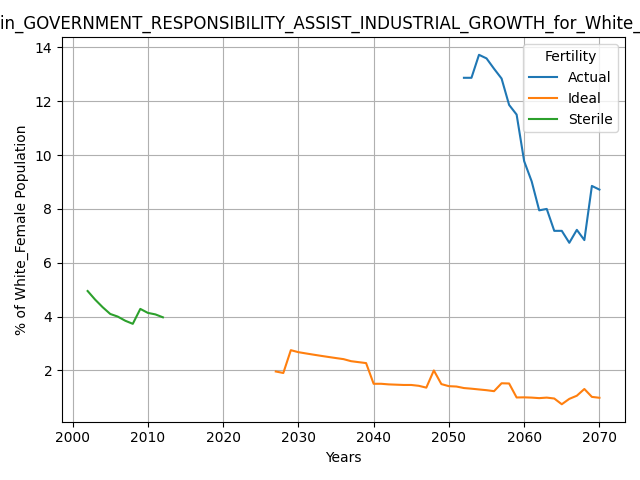 in_GOVERNMENT_RESPONSIBILITY_ASSIST_INDUSTRIAL_GROWTH_for_White_
Fertility
Actual
Ideal
Sterile
% of White_Female Population
14
12
10
8
6
4
2
2000 2010 2020 2030 2040 2050 2060 2070
Years